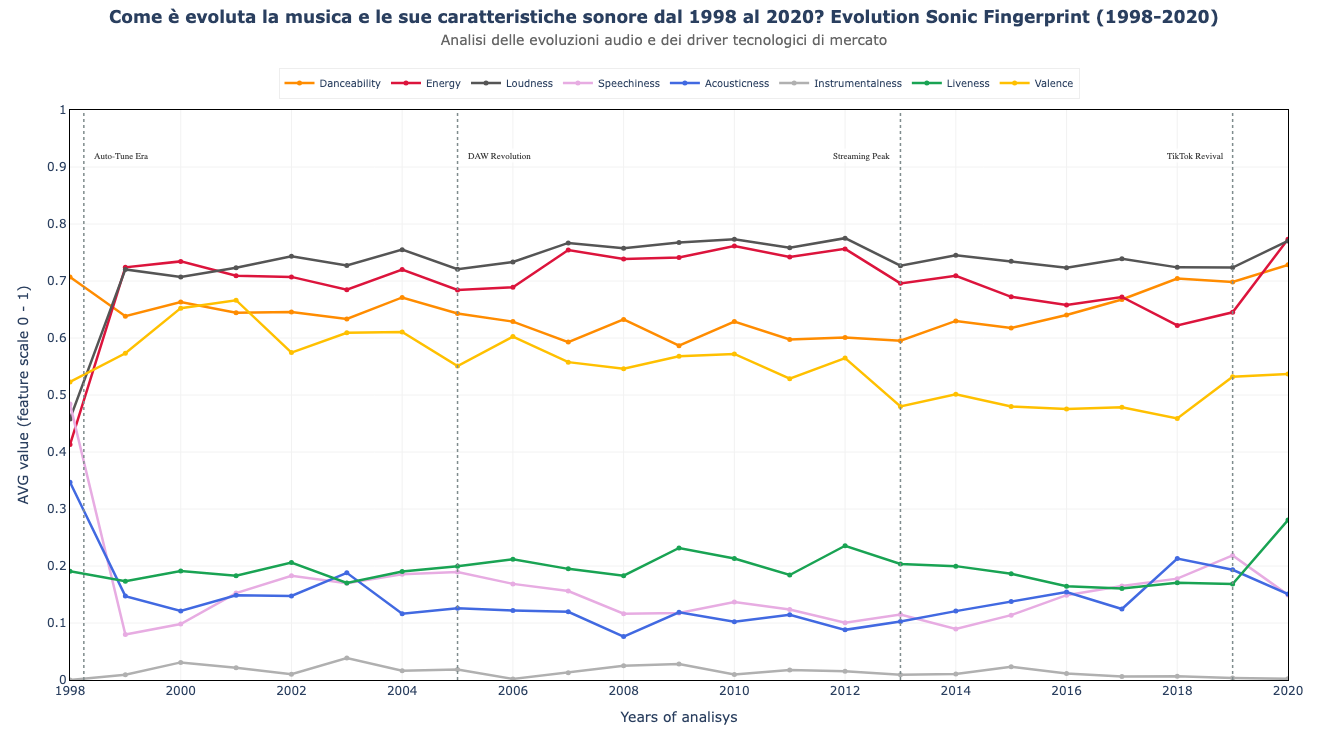 Come è evoluta la musica e le sue caratteristiche sonore dal 1998 al 2020? Evolution Sonic Fingerprint (1998-2020)
Analisi delle evoluzioni audio e dei driver tecnologici di mercato
Danceability Energy Loudness Speechiness Acousticness Instrumentalness Liveness Valence
Auto-Tune Era DAW Revolution Streaming Peak TikTok Revival
AVG value (feature scale 0 - 1)
1
0.9
0.8
0.7
0.6
0.5
0.4
0.3
0.2
0.1
0
1998 2000 2002 2004 2006 2008 2010 2012 2014 2016 2018 2020
Years of analisys